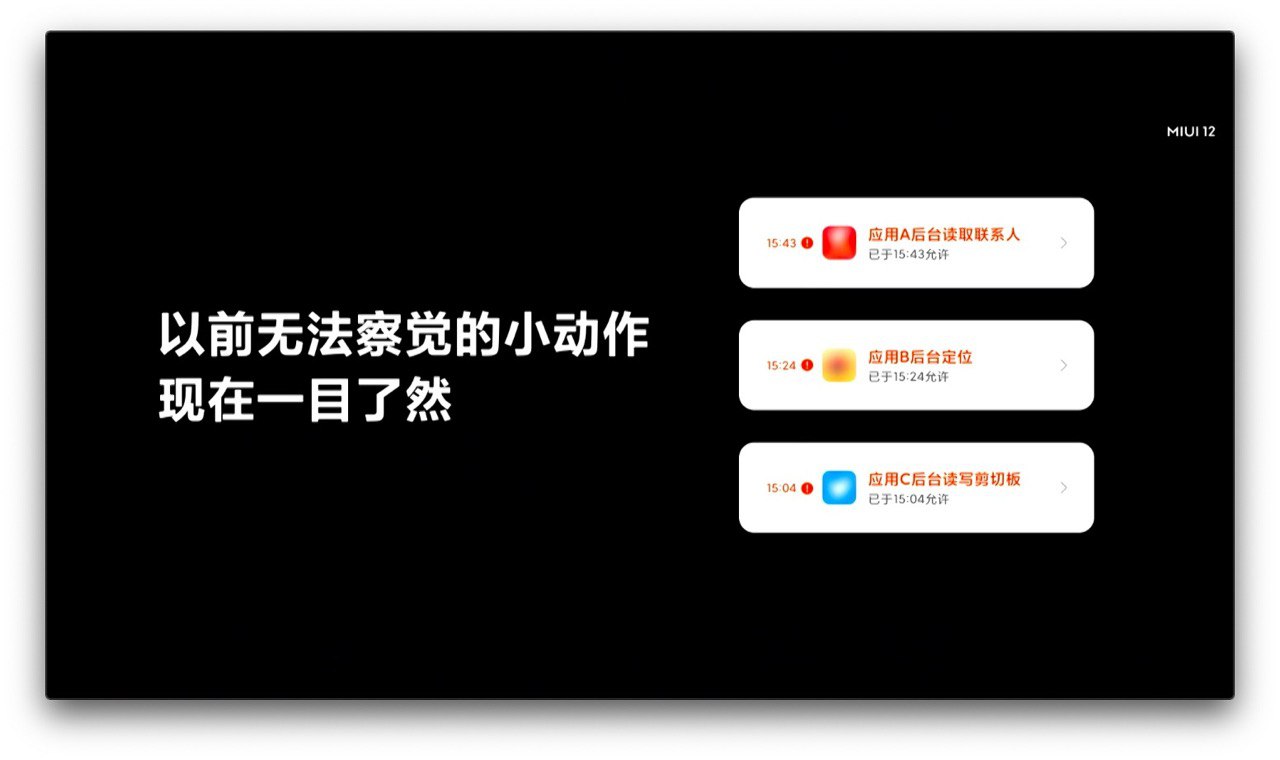 MIUI 12
以前无法察觉的小动作
现在一目了然
15:43 应用A后台读取联系人
已于15:43允许
15:24 应用B后台定位
已于15:24允许
15:04 应用C后台读写剪切板
已于15:04允许